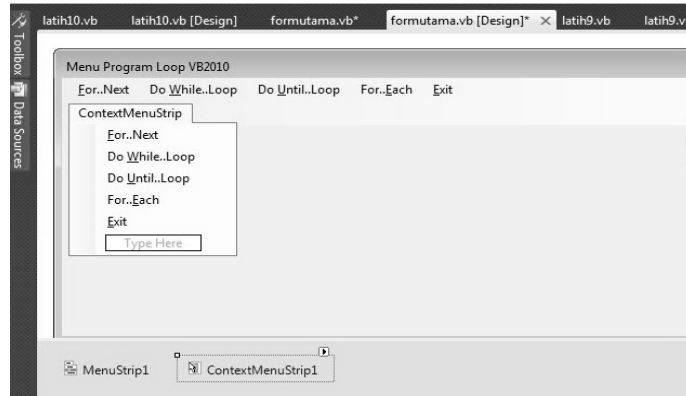 latih10.vb latih10.vb [Design] formutama.vb* formutama.vb [Design]* latih9.vb latih9.v
Toolbox
Data Sources
Menu Program Loop VB2010
For..Next Do While..Loop Do Until..Loop For..Each Exit
ContextMenuStrip
For..Next
Do While..Loop
Do Until..Loop
For..Each
Exit
Type Here
MenuStrip1 ContextMenuStrip1